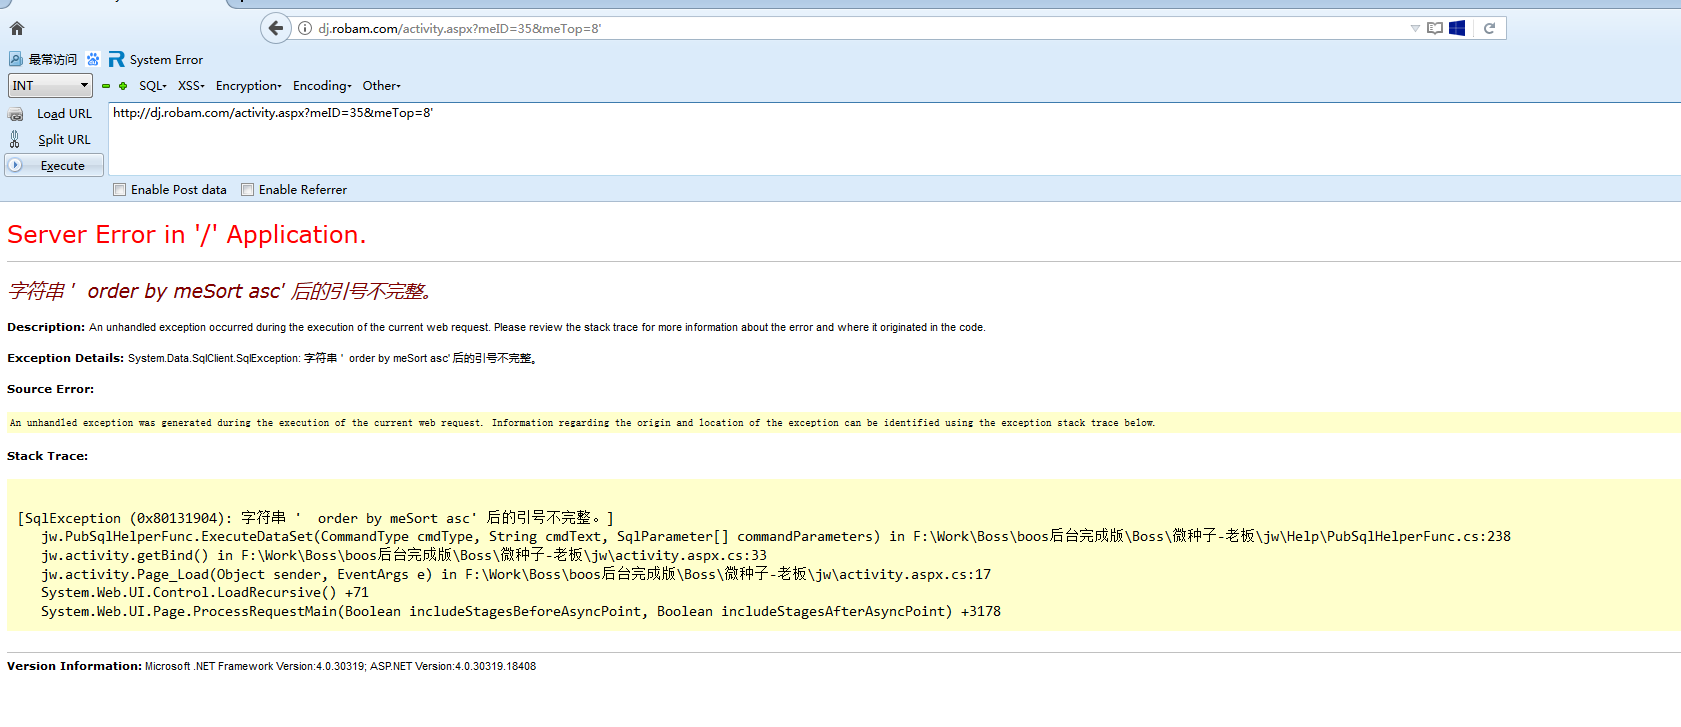 dj.robam.com/activity.aspx?meID=35&meTop=8'
最常访问 System Error
INT SQL XSS Encryption Encoding Other
Load URL http://dj.robam.com/activity.aspx?meID=35&meTop=8'
Split URL
Execute
Enable Post data Enable Referrer
Server Error in '/' Application.
字符串 '  order by meSort asc' 后的引号不完整。
Description: An unhandled exception occurred during the execution of the current web request. Please review the stack trace for more information about the error and where it originated in the code.
Exception Details: System.Data.SqlClient.SqlException: 字符串 '  order by meSort asc' 后的引号不完整。
Source Error:
An unhandled exception was generated during the execution of the current web request. Information regarding the origin and location of the exception can be identified using the exception stack trace below.
Stack Trace:
[SqlException (0x80131904): 字符串 '  order by meSort asc' 后的引号不完整。]
jw.PubSqlHelperFunc.ExecuteDataSet(CommandType cmdType, String cmdText, SqlParameter[] commandParameters) in F:\Work\Boss\boos后台完成版\Boss\微种子-老板\jw\Help\PubSqlHelperFunc.cs:238
jw.activity.getBind() in F:\Work\Boss\boos后台完成版\Boss\微种子-老板\jw\activity.aspx.cs:33
jw.activity.Page_Load(Object sender, EventArgs e) in F:\Work\Boss\boos后台完成版\Boss\微种子-老板\jw\activity.aspx.cs:17
System.Web.UI.Control.LoadRecursive() +71
System.Web.UI.Page.ProcessRequestMain(Boolean includeStagesBeforeAsyncPoint, Boolean includeStagesAfterAsyncPoint) +3178
Version Information: Microsoft .NET Framework Version:4.0.30319; ASP.NET Version:4.0.30319.18408